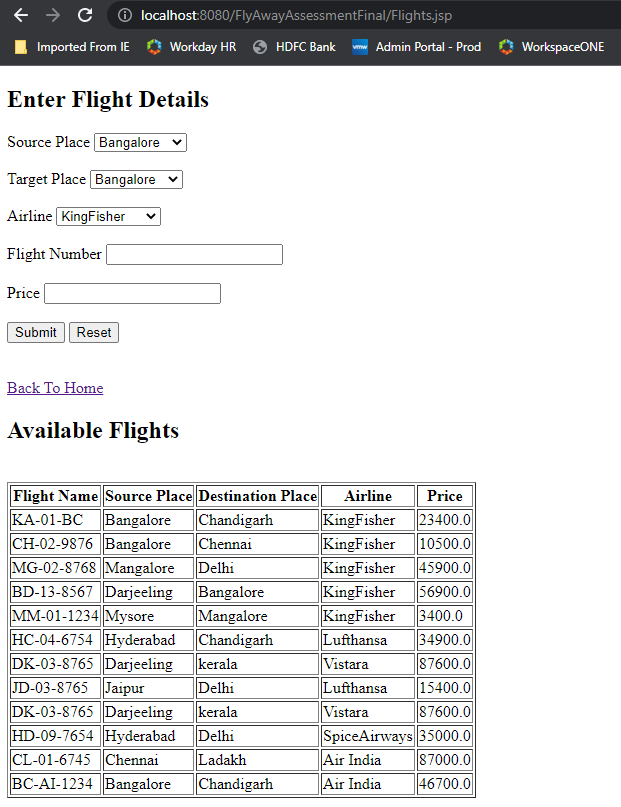 localhost:8080/FlyAwayAssessmentFinal/Flights.jsp
Imported From IE Workday HR HDFC Bank vmw Admin Portal - Prod WorkspaceONE
Enter Flight Details
Source Place Bangalore
Target Place Bangalore
Airline KingFisher
Flight Number
Price
Submit Reset
Back To Home
Available Flights
Flight Name Source Place Destination Place Airline Price
KA-01-BC Bangalore Chandigarh KingFisher 23400.0
CH-02-9876 Bangalore Chennai KingFisher 10500.0
MG-02-8768 Mangalore Delhi KingFisher 45900.0
BD-13-8567 Darjeeling Bangalore KingFisher 56900.0
MM-01-1234 Mysore Mangalore KingFisher 3400.0
HC-04-6754 Hyderabad Chandigarh Lufthansa 34900.0
DK-03-8765 Darjeeling kerala Vistara 87600.0
JD-03-8765 Jaipur Delhi Lufthansa 15400.0
DK-03-8765 Darjeeling kerala Vistara 87600.0
HD-09-7654 Hyderabad Delhi SpiceAirways 35000.0
CL-01-6745 Chennai Ladakh Air India 87000.0
BC-AI-1234 Bangalore Chandigarh Air India 46700.0